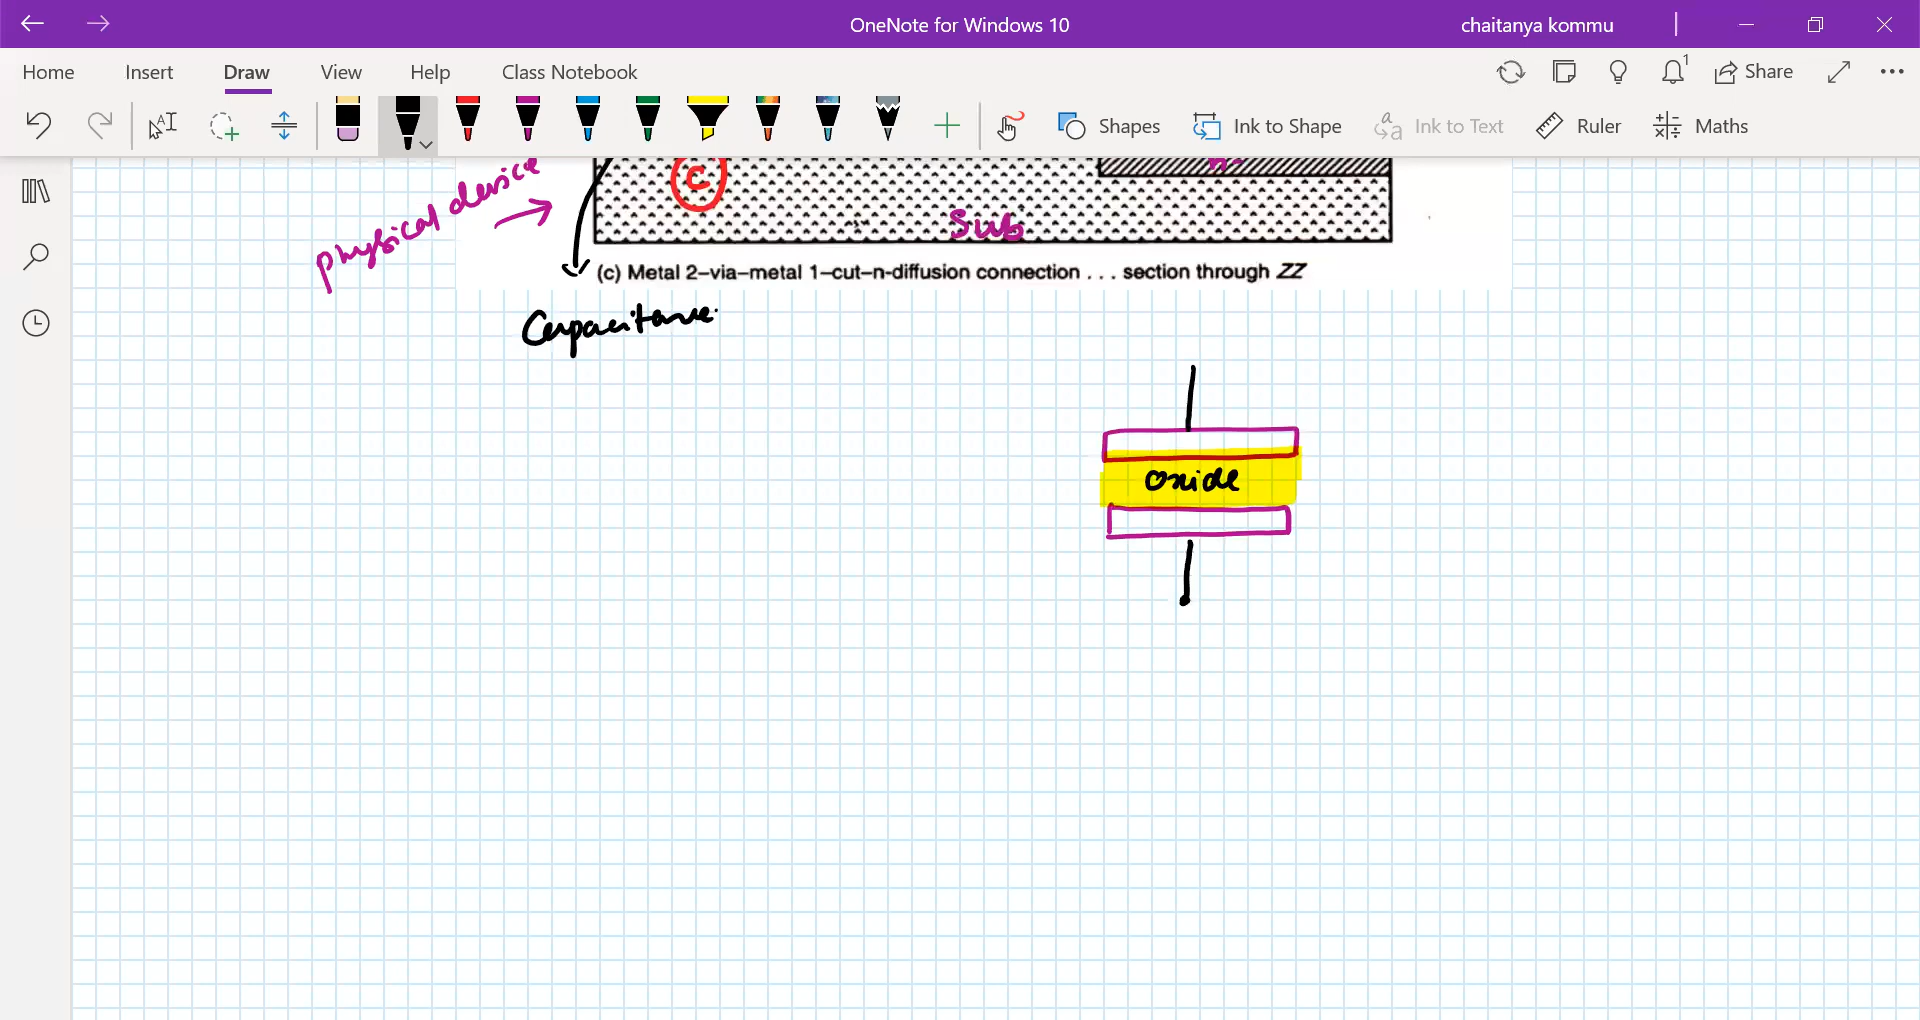 OneNote for Windows 10
chaitanya kommu
Home Insert Draw View Help Class Notebook
1
Share
Shapes Ink to Shape Ink to Text Ruler Maths
physical device
C
Sub
(c) Metal 2–via–metal 1–cut–n-diffusion connection . . . section through ZZ
Capacitance
oxide